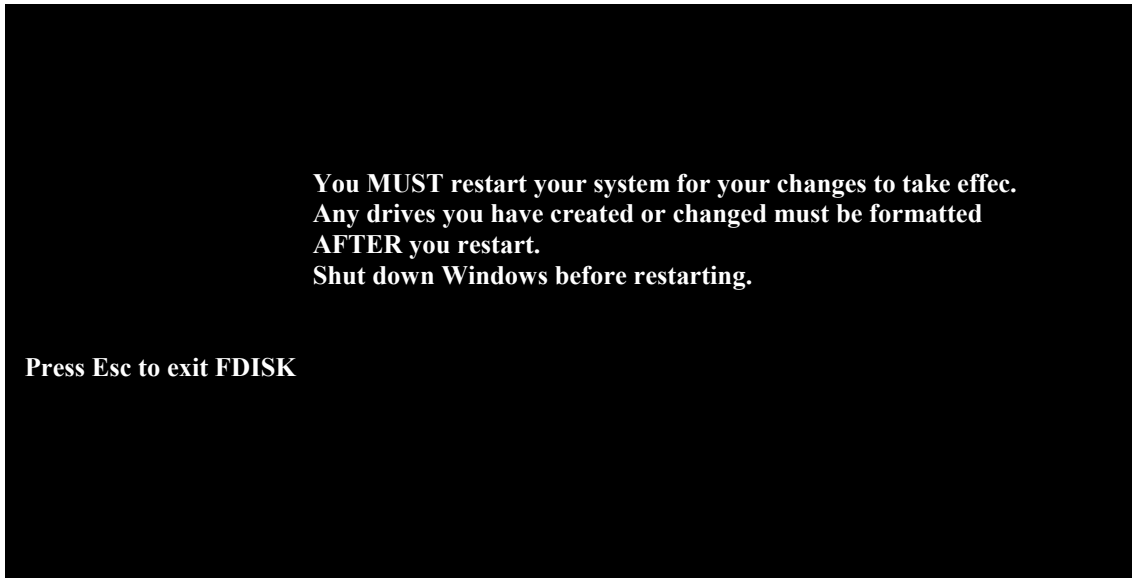 You MUST restart your system for your changes to take effec.
Any drives you have created or changed must be formatted
AFTER you restart.
Shut down Windows before restarting.
Press Esc to exit FDISK